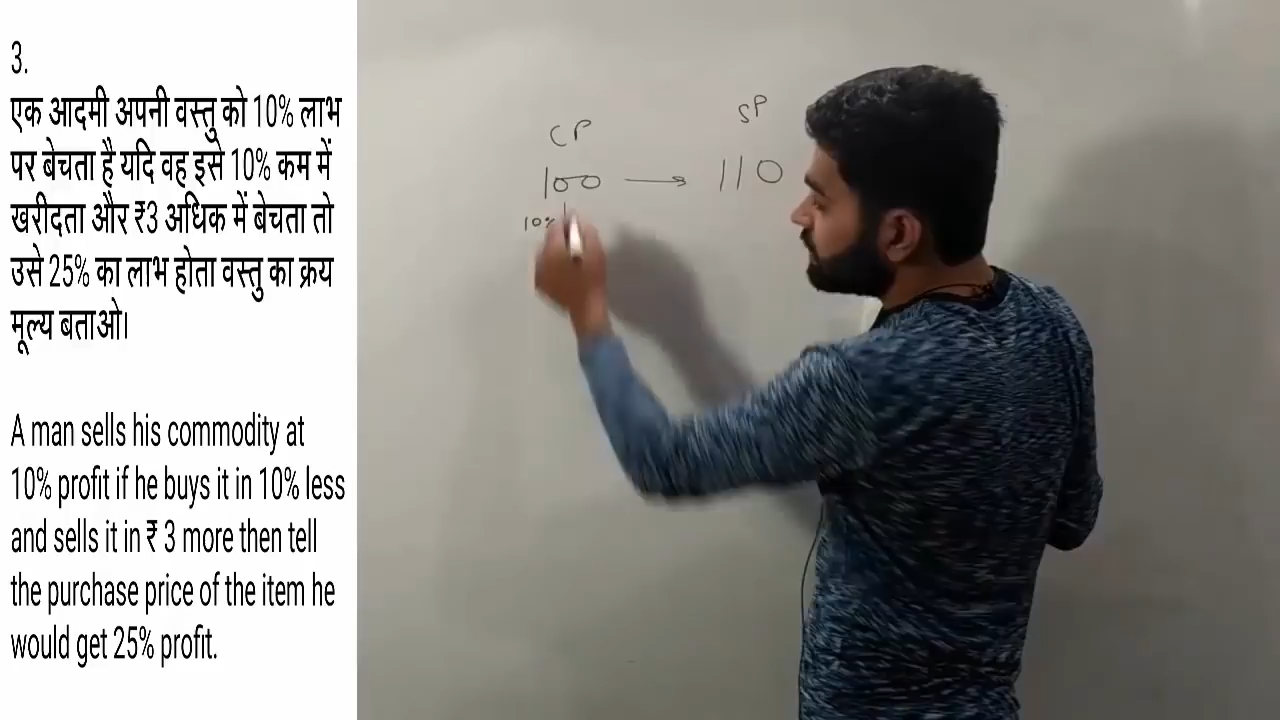 3.
एक आदमी अपनी वस्तु को 10% लाभ
पर बेचता है यदि वह इसे 10% कम में
खरीदता और ₹3 अधिक में बेचता तो
उसे 25% का लाभ होता वस्तु का क्रय
मूल्य बताओ।
A man sells his commodity at
10% profit if he buys it in 10% less
and sells it in ₹ 3 more then tell
the purchase price of the item he
would get 25% profit.
CP SP
100 → 110
10%